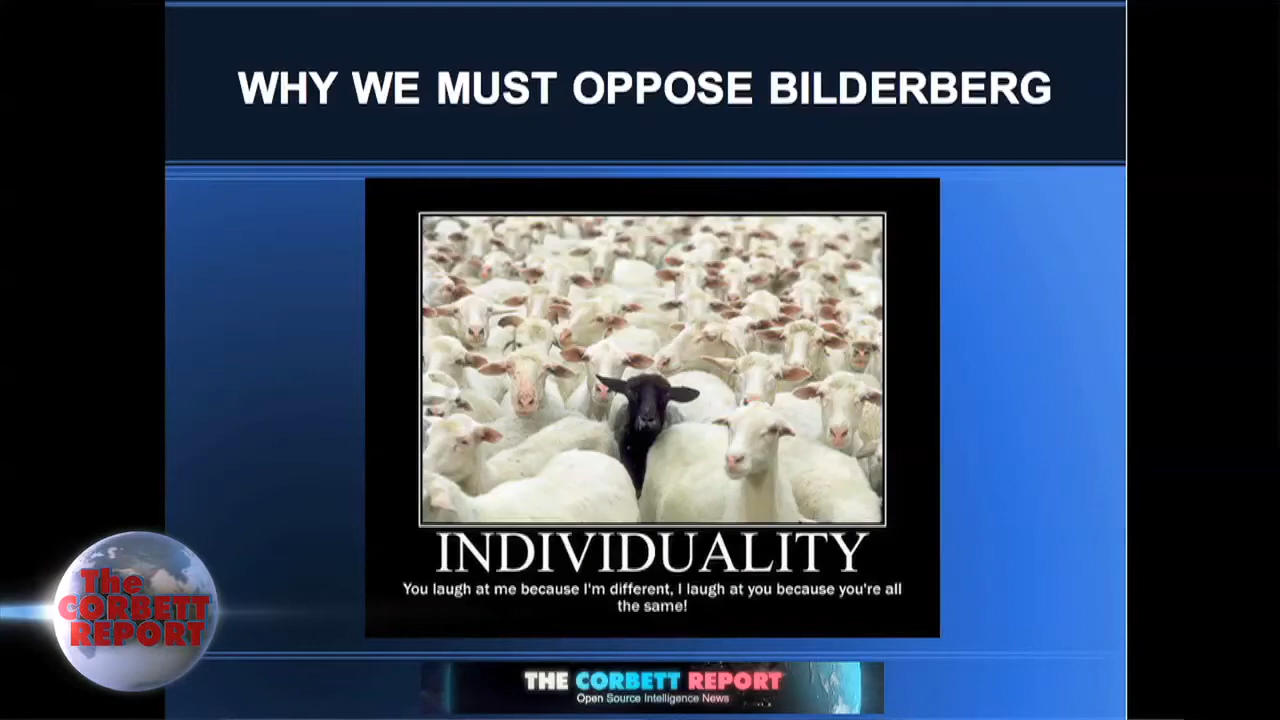 WHY WE MUST OPPOSE BILDERBERG
INDIVIDUALITY
You laugh at me because I'm different, I laugh at you because you're all
the same!
The
CORBETT
REPORT
THE CORBETT REPORT
Open Source Intelligence News